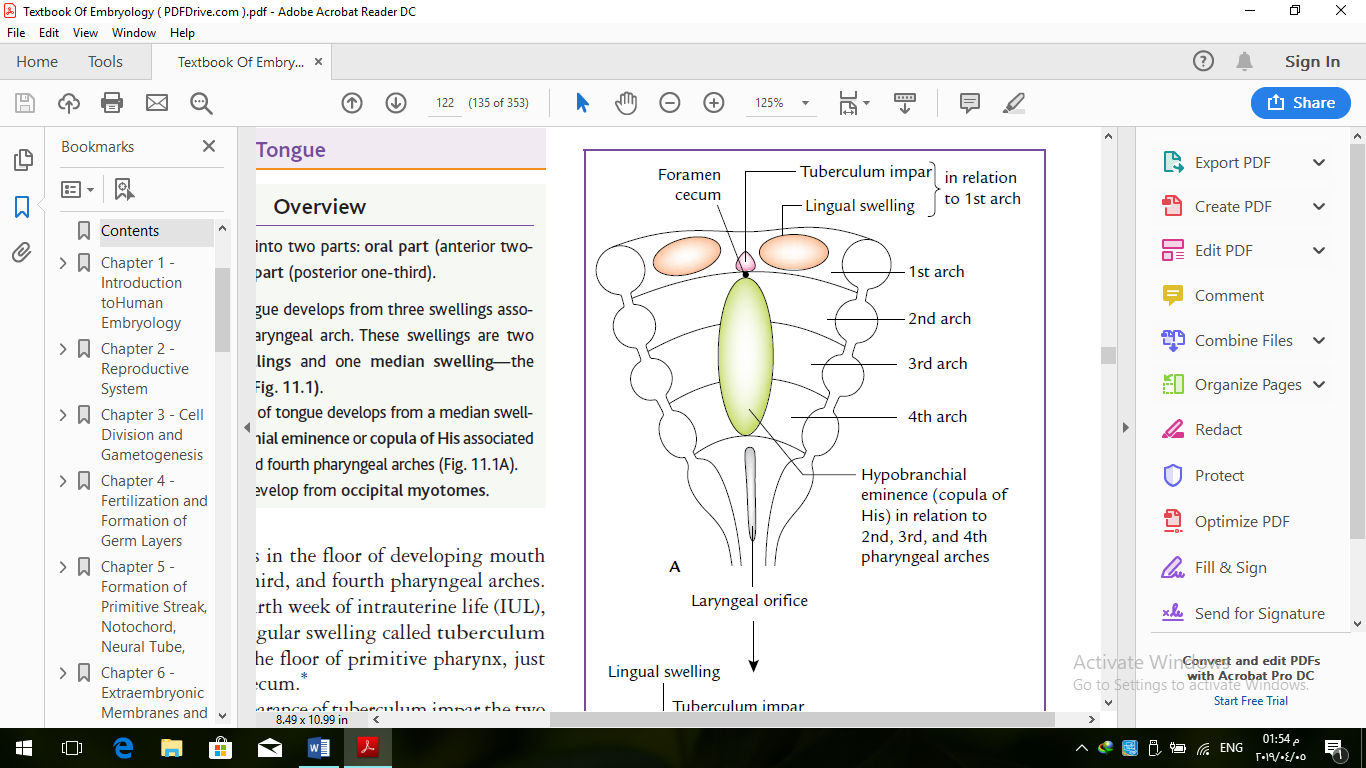 Textbook Of Embryology ( PDFDrive.com ).pdf - Adobe Acrobat Reader DC
File Edit View Window Help
Home Tools Textbook Of Embry... × Sign In
122 (135 of 353) 125% Share
Bookmarks
Contents
Chapter 1 -
Introduction
toHuman
Embryology
Chapter 2 -
Reproductive
System
Chapter 3 - Cell
Division and
Gametogenesis
Chapter 4 -
Fertilization and
Formation of
Germ Layers
Chapter 5 -
Formation of
Primitive Streak,
Notochord,
Neural Tube,
Chapter 6 -
Extraembryonic
Membranes and
Tongue
Overview
into two parts: oral part (anterior two-
part (posterior one-third).
gue develops from three swellings asso-
aryngeal arch. These swellings are two
llings and one median swelling—the
Fig. 11.1).
of tongue develops from a median swell-
nial eminence or copula of His associated
d fourth pharyngeal arches (Fig. 11.1A).
evelop from occipital myotomes.
s in the floor of developing mouth
hird, and fourth pharyngeal arches.
urth week of intrauterine life (IUL),
gular swelling called tuberculum
he floor of primitive pharynx, just
ecum.*
arance of tuberculum impar the two
8.49 x 10.99 in
Foramen
cecum
Tuberculum impar
Lingual swelling
in relation
to 1st arch
1st arch
2nd arch
3rd arch
4th arch
Hypobranchial
eminence (copula of
His) in relation to
2nd, 3rd, and 4th
pharyngeal arches
A
Laryngeal orifice
Lingual swelling
Tuberculum impar
Export PDF
Create PDF
Edit PDF
Comment
Combine Files
Organize Pages
Redact
Protect
Optimize PDF
Fill & Sign
Send for Signature
Convert and edit PDFs
with Acrobat Pro DC
Start Free Trial
Activate Windows
Go to Settings to activate Windows.
ENG
01:54 م
٢٠١٩/٠٤/٠٥